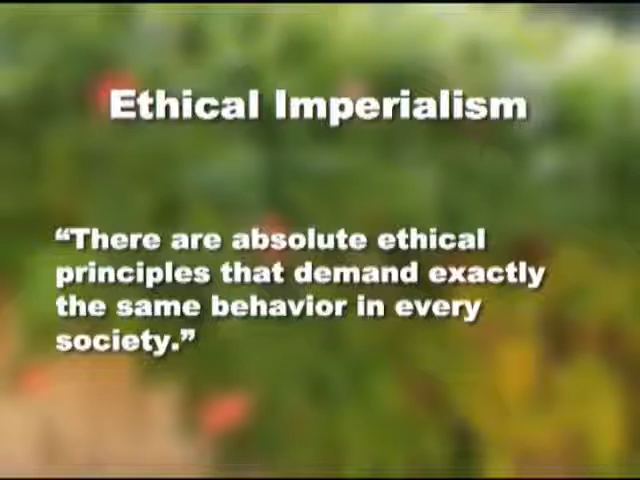 Ethical Imperialism
“There are absolute ethical
principles that demand exactly
the same behavior in every
society.”